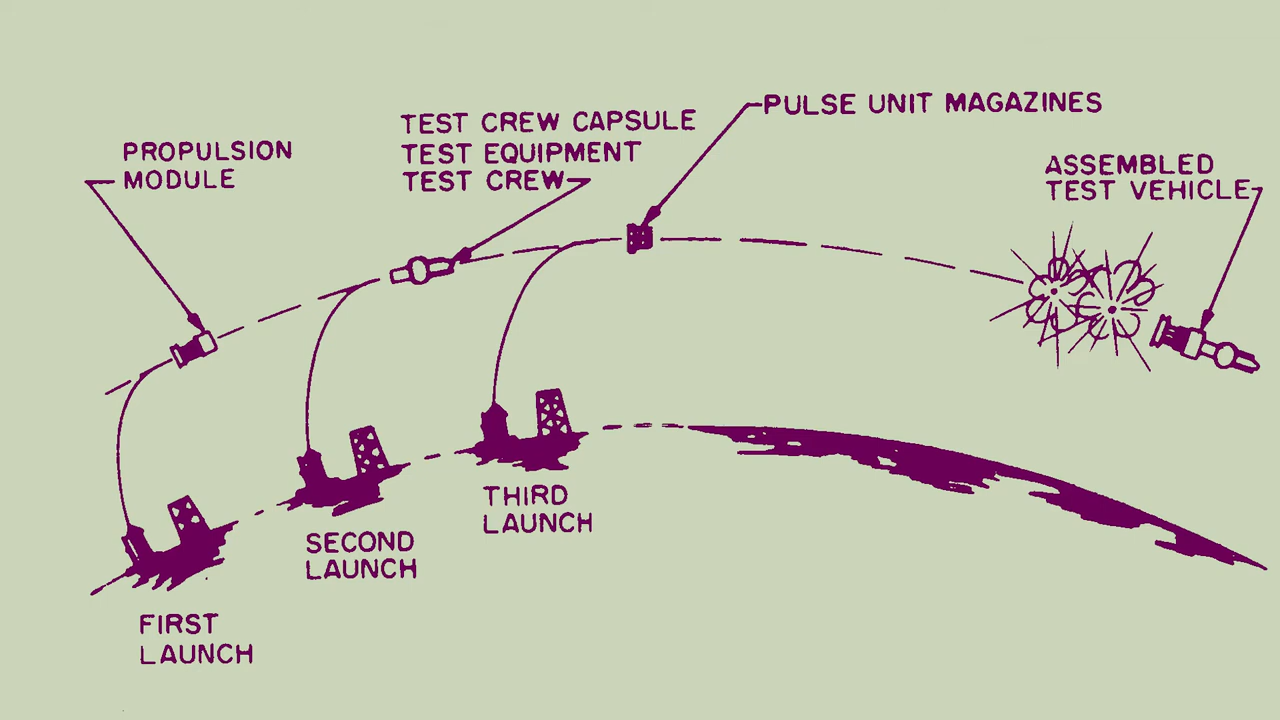 PROPULSION
MODULE
TEST CREW CAPSULE
TEST EQUIPMENT
TEST CREW
PULSE UNIT MAGAZINES
ASSEMBLED
TEST VEHICLE
FIRST
LAUNCH
SECOND
LAUNCH
THIRD
LAUNCH